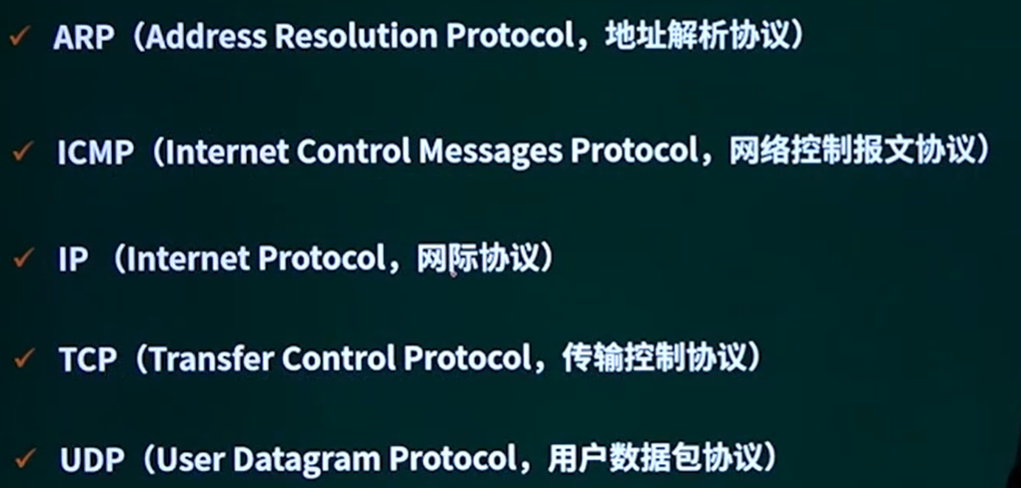 ✓ ARP（Address Resolution Protocol，地址解析协议）
✓ ICMP（Internet Control Messages Protocol，网络控制报文协议）
✓ IP （Internet Protocol，网际协议）
✓ TCP（Transfer Control Protocol，传输控制协议）
✓ UDP（User Datagram Protocol，用户数据包协议）